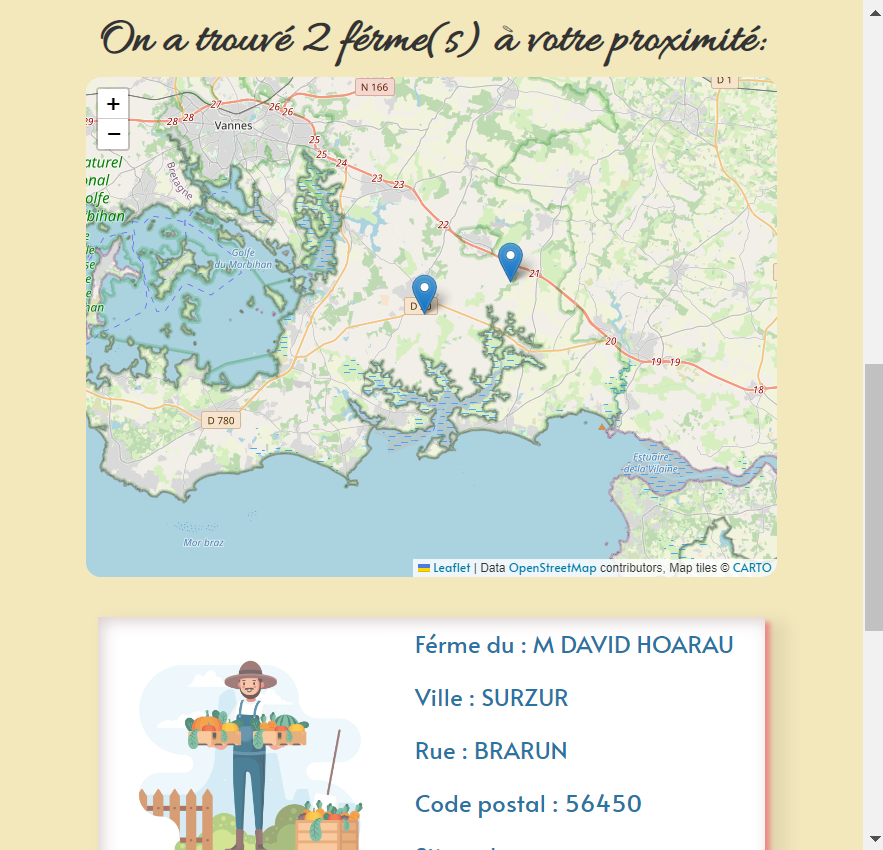 On a trouvé 2 férme(s) à votre proximité:
+
−
N 166
D 1
27
26
26
28
28
29
Vannes
25
25
24
aturel
onal
olfe
bihan
Bretagne
23
23
22
Golfe
du Morbihan
21
D
20
19
19
18
D 780
Estuaire
de la Vilaine
Mor braz
Leaflet | Data OpenStreetMap contributors, Map tiles © CARTO
Férme du : M DAVID HOARAU
Ville : SURZUR
Rue : BRARUN
Code postal : 56450